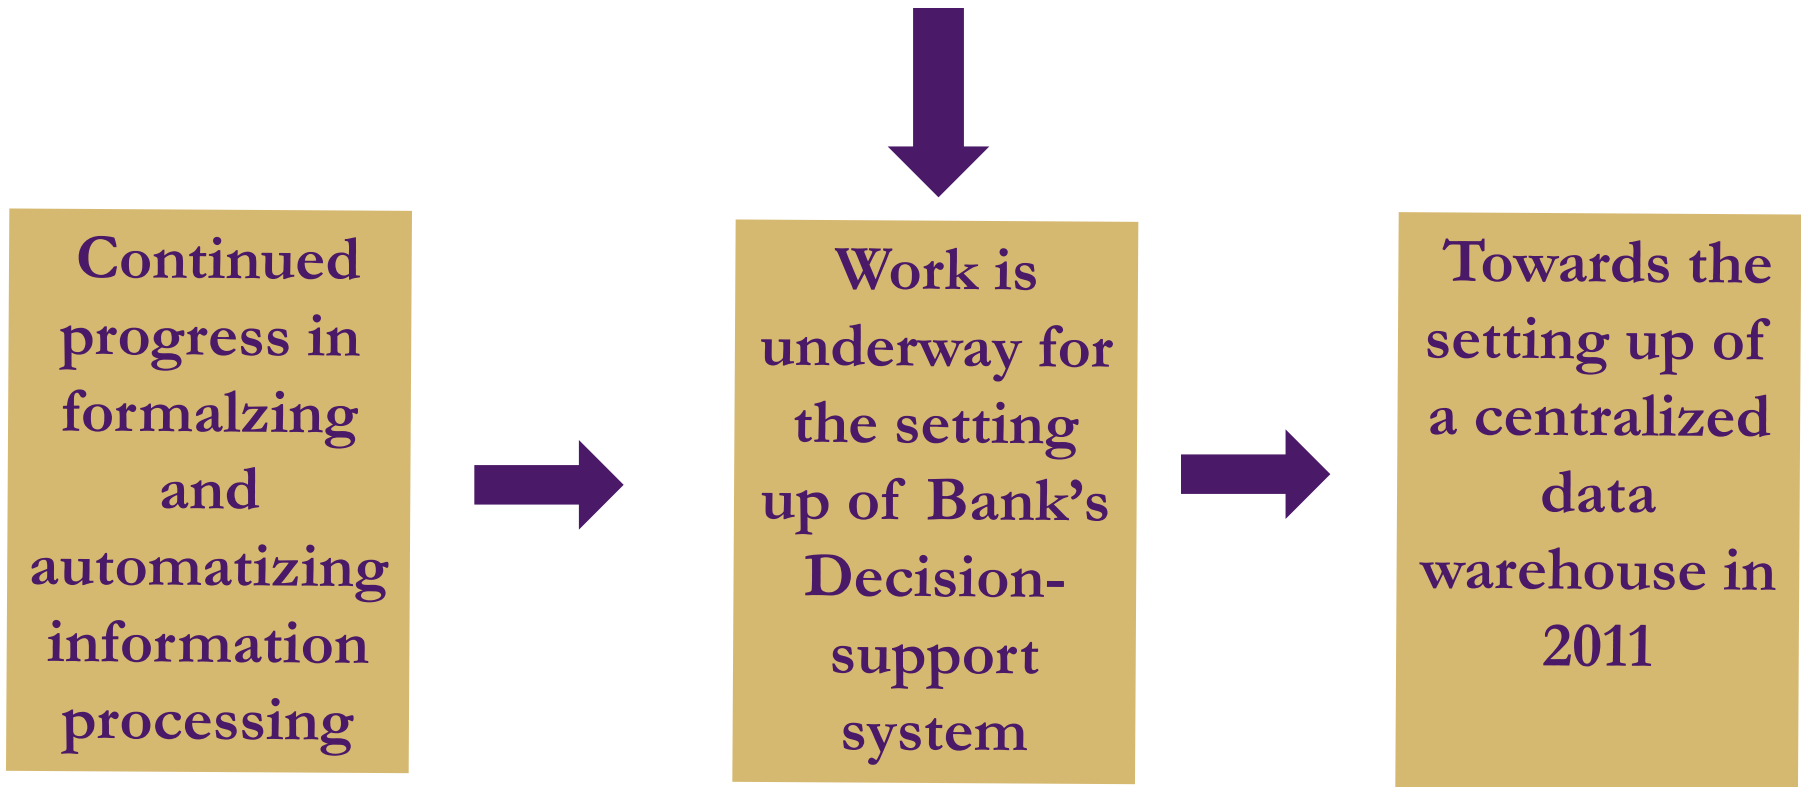 Continued
progress in
formalzing
and
automatizing
information
processing
Work is
underway for
the setting
up of Bank’s
Decision-
support
system
Towards the
setting up of
a centralized
data
warehouse in
2011